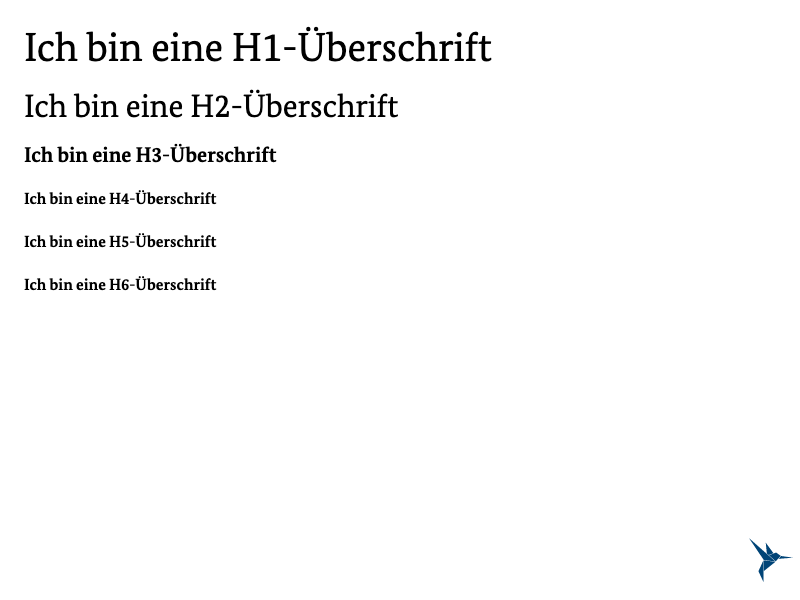 Ich bin eine H1-Überschrift
Ich bin eine H2-Überschrift
Ich bin eine H3-Überschrift
Ich bin eine H4-Überschrift
Ich bin eine H5-Überschrift
Ich bin eine H6-Überschrift